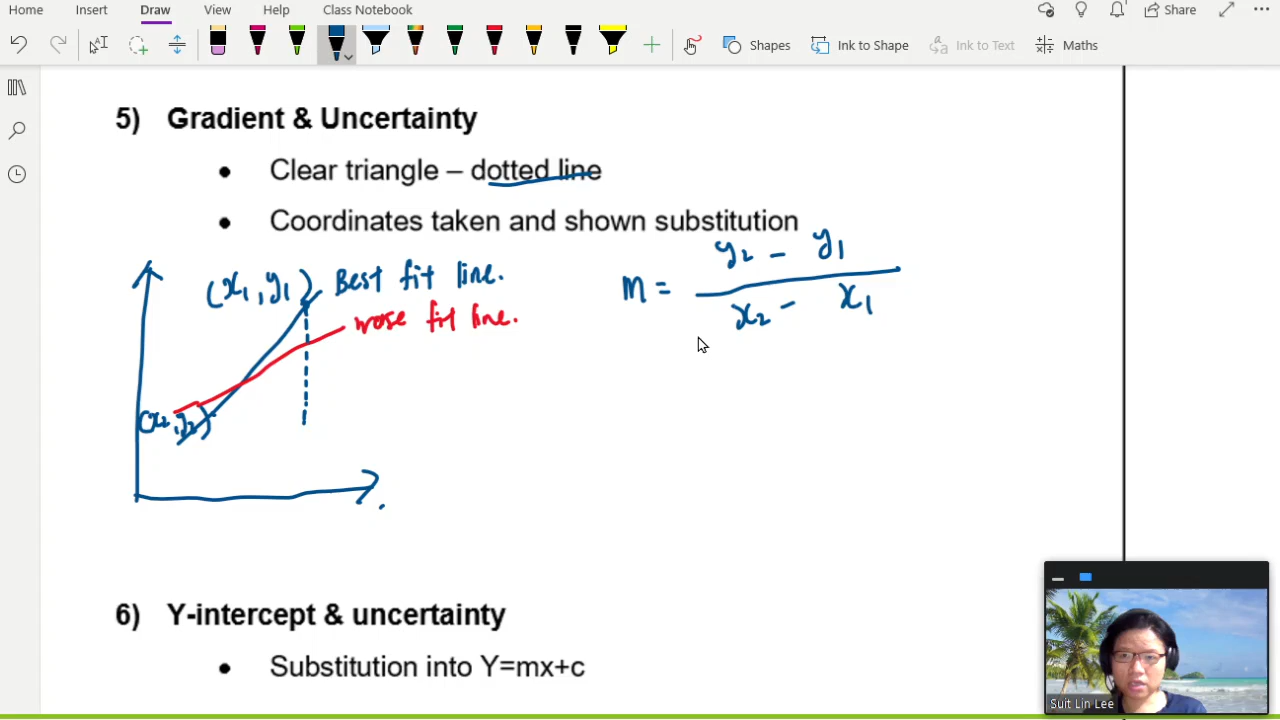 Home Insert Draw View Help Class Notebook
Share
Shapes Ink to Shape Ink to Text Maths
5) Gradient & Uncertainty
• Clear triangle – dotted line
• Coordinates taken and shown substitution
(x1, y1) Best fit line.
worse fit line.
(x2, y2)
m = y2 - y1
x2 - x1
6) Y-intercept & uncertainty
• Substitution into Y=mx+c
Suit Lin Lee